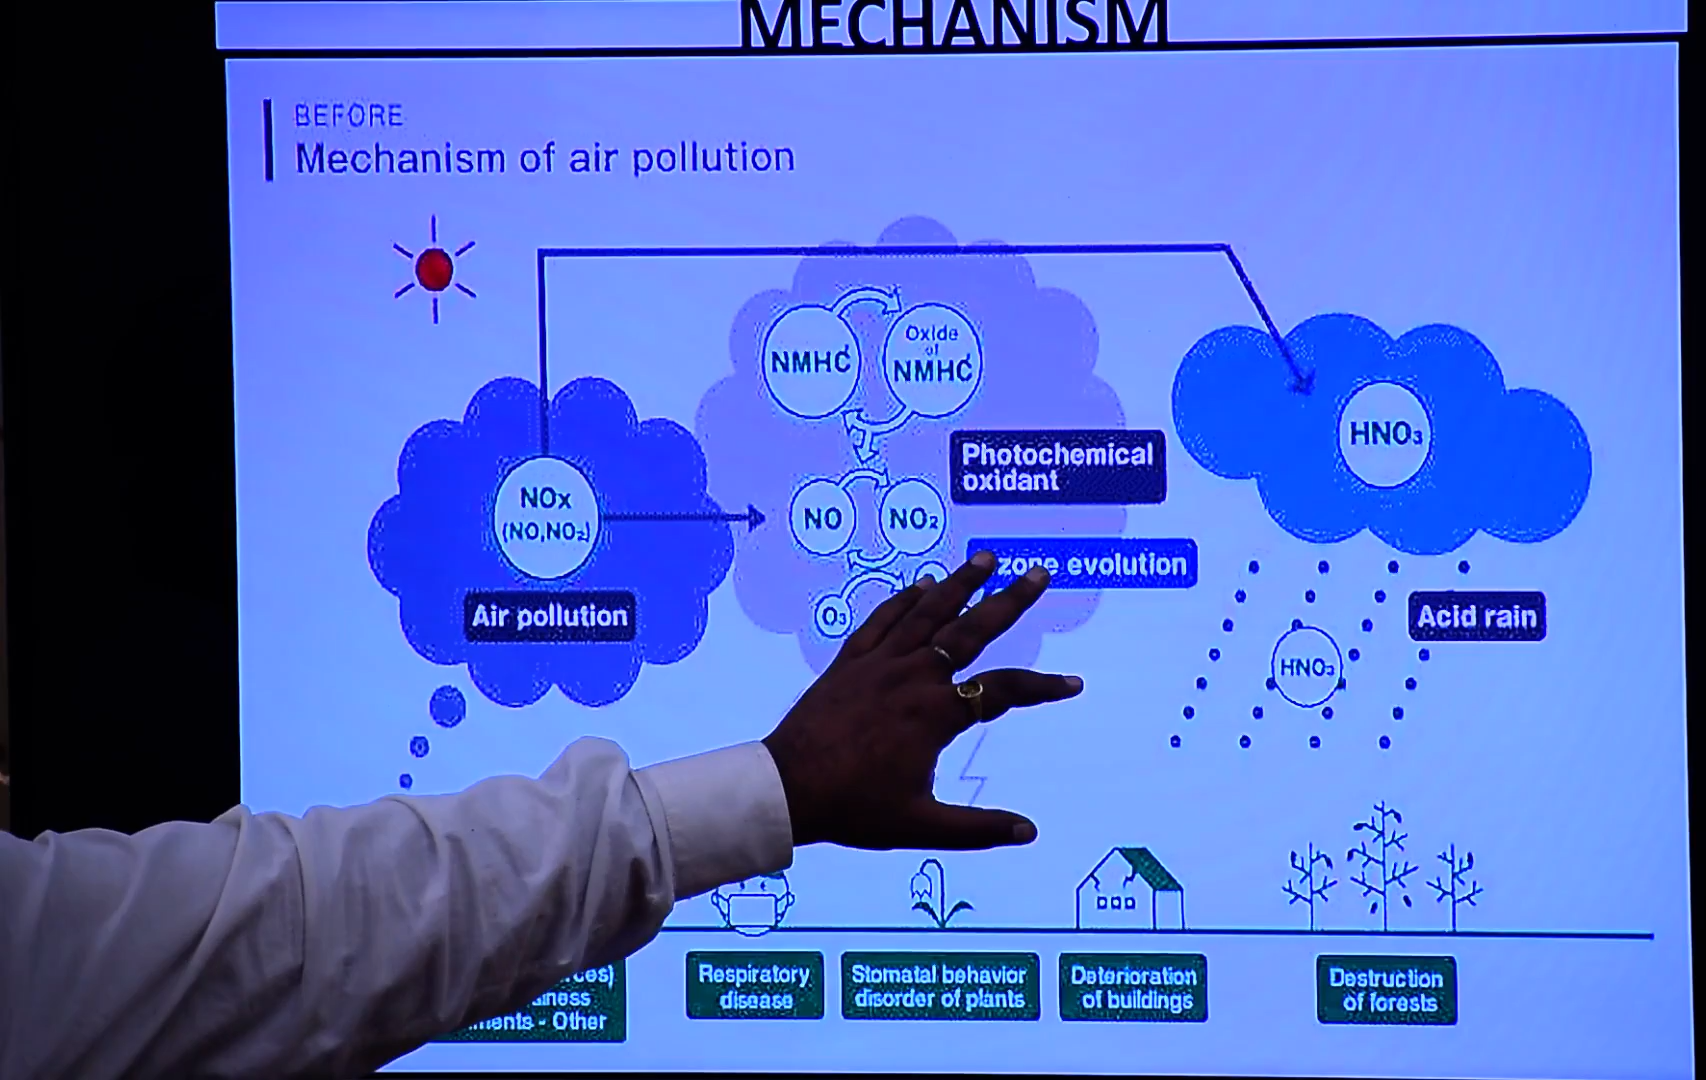 MECHANISM
BEFORE
Mechanism of air pollution
NMHC
Oxide
of
NMHC
NOx
(NO,NO₂)
Air pollution
Photochemical
oxidant
NO
NO₂
evolution
O₃
HNO₃
Acid rain
HNO₃
- Other
Respiratory
disease
Stomatal behavior
disorder of plants
Deterioration
of buildings
Destruction
of forests